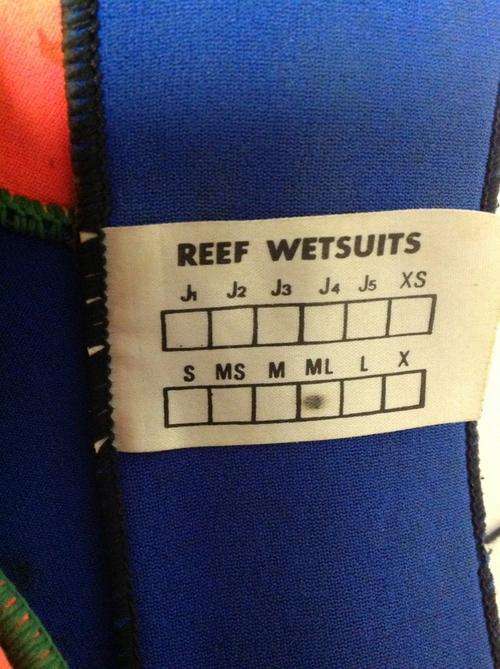 REEF WETSUITS
J1 J2 J3 J4 J5 XS
S MS M ML L X